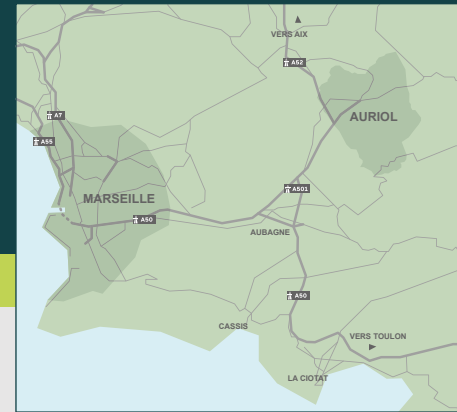 VERS AIX
A52
A7
AURIOL
A55
A501
MARSEILLE
A50
AUBAGNE
A50
CASSIS
VERS TOULON
LA CIOTAT